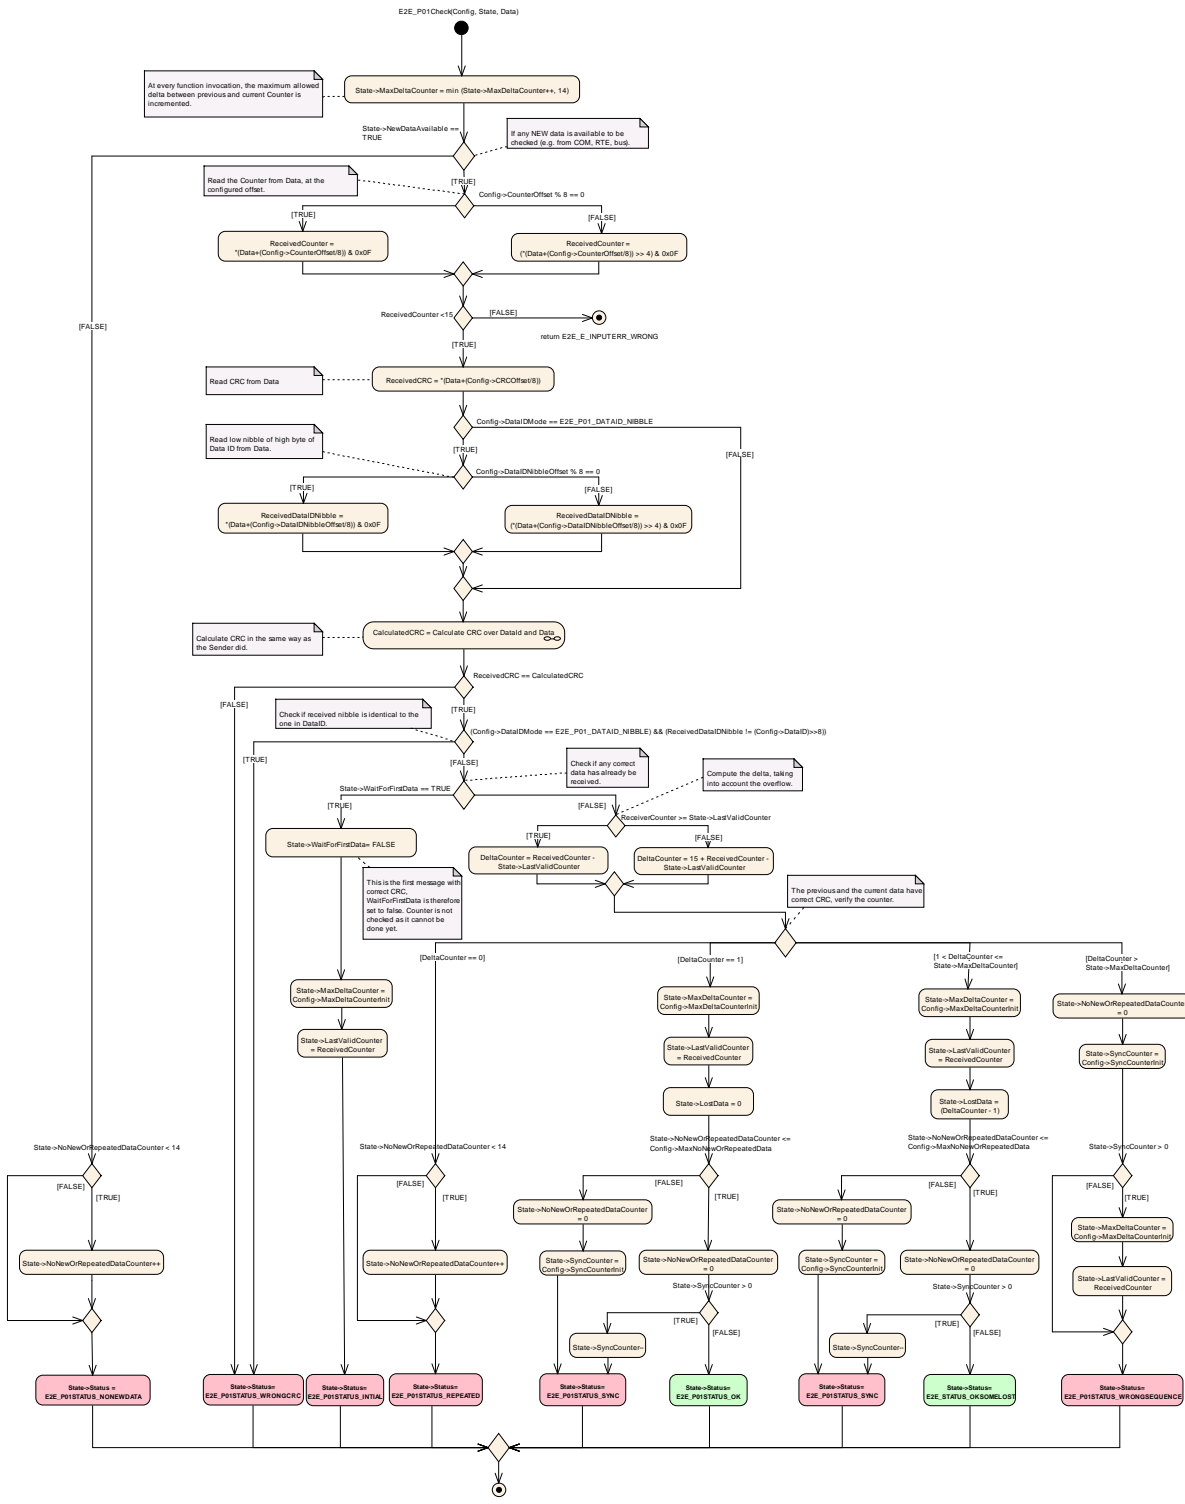 E2E_P01Check(Config, State, Data)
At every function invocation, the maximum allowed
delta between previous and current Counter is
incremented.
State->MaxDeltaCounter = min (State->MaxDeltaCounter++, 14)
State->NewDataAvailable ==
TRUE
If any NEW data is available to be
checked (e.g. from COM, RTE, bus).
[TRUE]
Read the Counter from Data, at the
configured offset.
Config->CounterOffset % 8 == 0
[TRUE]
[FALSE]
ReceivedCounter =
*(Data+(Config->CounterOffset/8)) & 0x0F
ReceivedCounter =
(*(Data+(Config->CounterOffset/8)) >> 4) & 0x0F
[FALSE]
ReceivedCounter <15
[FALSE]
return E2E_E_INPUTERR_WRONG
[TRUE]
Read CRC from Data
ReceivedCRC = *(Data+(Config->CRCOffset/8))
Config->DataIDMode == E2E_P01_DATAID_NIBBLE
[TRUE]
[FALSE]
Read low nibble of high byte of
Data ID from Data.
Config->DataIDNibbleOffset % 8 == 0
[TRUE]
[FALSE]
ReceivedDataIDNibble =
*(Data+(Config->DataIDNibbleOffset/8)) & 0x0F
ReceivedDataIDNibble =
(*(Data+(Config->DataIDNibbleOffset/8)) >> 4) & 0x0F
Calculate CRC in the same way as
the Sender did.
CalculatedCRC = Calculate CRC over DataId and Data
ReceivedCRC == CalculatedCRC
[FALSE]
[TRUE]
Check if received nibble is identical to the
one in DataID.
(Config->DataIDMode == E2E_P01_DATAID_NIBBLE) && (ReceivedDataIDNibble != (Config->DataID)>>8))
[TRUE]
[FALSE]
Check if any correct
data has already be
received.
Compute the delta, taking
into account the overflow.
State->WaitForFirstData == TRUE
[TRUE]
[FALSE]
ReceiverCounter >= State->LastValidCounter
State->WaitForFirstData= FALSE
[TRUE]
[FALSE]
DeltaCounter = ReceivedCounter -
State->LastValidCounter
DeltaCounter = 15 + ReceivedCounter -
State->LastValidCounter
This is the first message with
correct CRC,
WaitForFirstData is therefore
set to false. Counter is not
checked as it cannot be
done yet.
The previous and the current data have
correct CRC, verify the counter.
[DeltaCounter == 0]
[DeltaCounter == 1]
[1 < DeltaCounter <=
State->MaxDeltaCounter]
[DeltaCounter >
State->MaxDeltaCounter]
State->MaxDeltaCounter =
Config->MaxDeltaCounterInit
State->MaxDeltaCounter =
Config->MaxDeltaCounterInit
State->MaxDeltaCounter =
Config->MaxDeltaCounterInit
State->NoNewOrRepeatedDataCounte
= 0
State->LastValidCounter
= ReceivedCounter
State->LastValidCounter
= ReceivedCounter
State->LastValidCounter
= ReceivedCounter
State->SyncCounter =
Config->SyncCounterInit
State->LostData = 0
State->LostData =
(DeltaCounter - 1)
State->NoNewOrRepeatedDataCounter < 14
State->NoNewOrRepeatedDataCounter < 14
State->NoNewOrRepeatedDataCounter <=
Config->MaxNoNewOrRepeatedData
State->NoNewOrRepeatedDataCounter <=
Config->MaxNoNewOrRepeatedData
State->SyncCounter > 0
[FALSE]
[TRUE]
[FALSE]
[TRUE]
[FALSE]
[TRUE]
[FALSE]
[TRUE]
[FALSE]
[TRUE]
State->NoNewOrRepeatedDataCounter
= 0
State->NoNewOrRepeatedDataCounter
= 0
State->MaxDeltaCounter =
Config->MaxDeltaCounterInit
State->NoNewOrRepeatedDataCounter++
State->NoNewOrRepeatedDataCounter++
State->SyncCounter =
Config->SyncCounterInit
State->NoNewOrRepeatedDataCounter
= 0
State->SyncCounter =
Config->SyncCounterInit
State->NoNewOrRepeatedDataCounter
= 0
State->LastValidCounter =
ReceivedCounter
State->SyncCounter > 0
State->SyncCounter > 0
[TRUE]
[FALSE]
[TRUE]
[FALSE]
State->SyncCounter--
State->SyncCounter--
State->Status =
E2E_P01STATUS_NONEWDATA
State->Status=
E2E_P01STATUS_WRONGCRC
State->Status=
E2E_P01STATUS_INTIAL
State->Status=
E2E_P01STATUS_REPEATED
State->Status=
E2E_P01STATUS_SYNC
State->Status=
E2E_P01STATUS_OK
State->Status=
E2E_P01STATUS_SYNC
State->Status=
E2E_STATUS_OKSOMELOST
State->Status=
E2E_P01STATUS_WRONGSEQUENCE